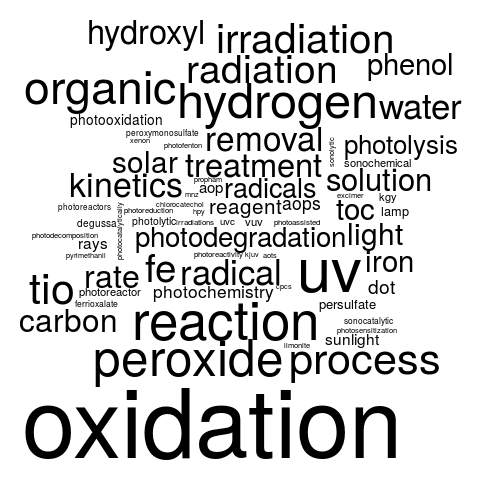 hydroxyl irradiation
radiation phenol
organic hydrogen water
photooxidation
peroxymonosulfate
xenon
photofenton
removal
sonolytic
photolysis
solar treatment
sonochemical
kinetics
propham
mnz
aop radicals
solution
excimer
kgy
photoreactors
chlorocatechol
photoreduction
hpy
reagent aops toc lamp
degussa
photocatalytically
photolytic
irradiations
uvc
vuv
photoassisted
photodecomposition
rays
photodegradation light
pyrimethanil
photoreactivity
kjuv
aots
tio rate fe radical uv iron
photoreactor
photochemistry
cpcs
dot
ferrioxalate
persulfate
carbon reaction
sonocatalytic
photosensitization
sunlight
limonite
peroxide process
oxidation